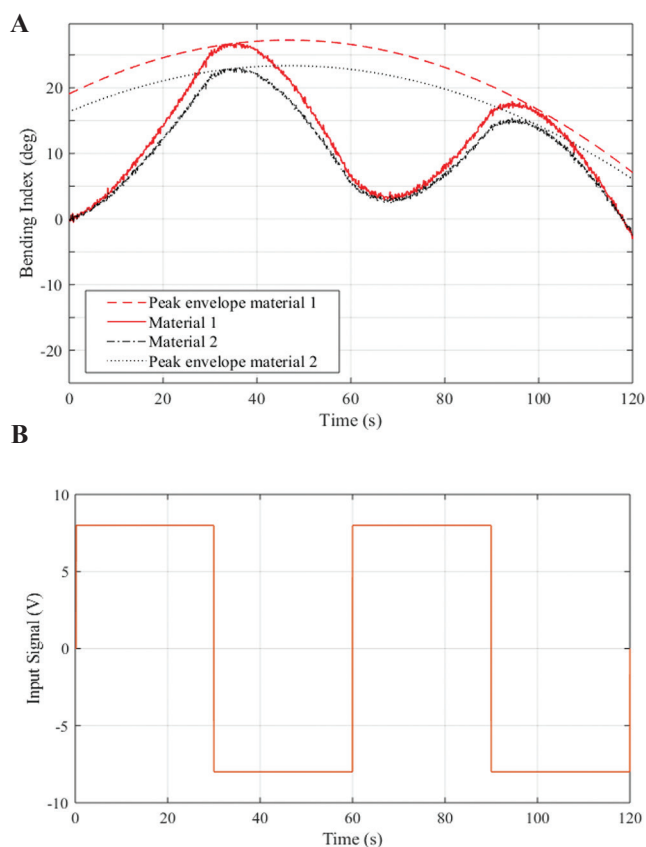 A
20
10
0
-10
-20
Bending Index (deg)
Peak envelope material 1
Material 1
Material 2
Peak envelope material 2
0 20 40 60 80 100 120
Time (s)
B
10
5
0
-5
-10
Input Signal (V)
0 20 40 60 80 100 120
Time (s)